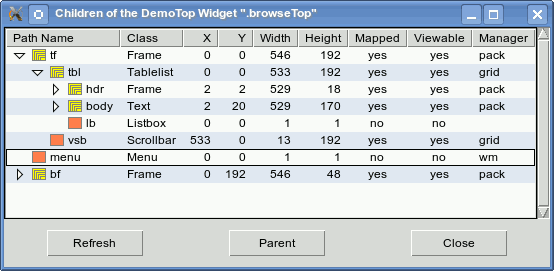 Children of the DemoTop Widget ".browseTop"
Path Name Class X Y Width Height Mapped Viewable Manager
tf Frame 0 0 546 192 yes yes pack
tbl Tablelist 0 0 533 192 yes yes grid
hdr Frame 2 2 529 18 yes yes pack
body Text 2 20 529 170 yes yes pack
lb Listbox 0 0 1 1 no no
vsb Scrollbar 533 0 13 192 yes yes grid
menu Menu 0 0 1 1 no no wm
bf Frame 0 192 546 48 yes yes pack
Refresh Parent Close